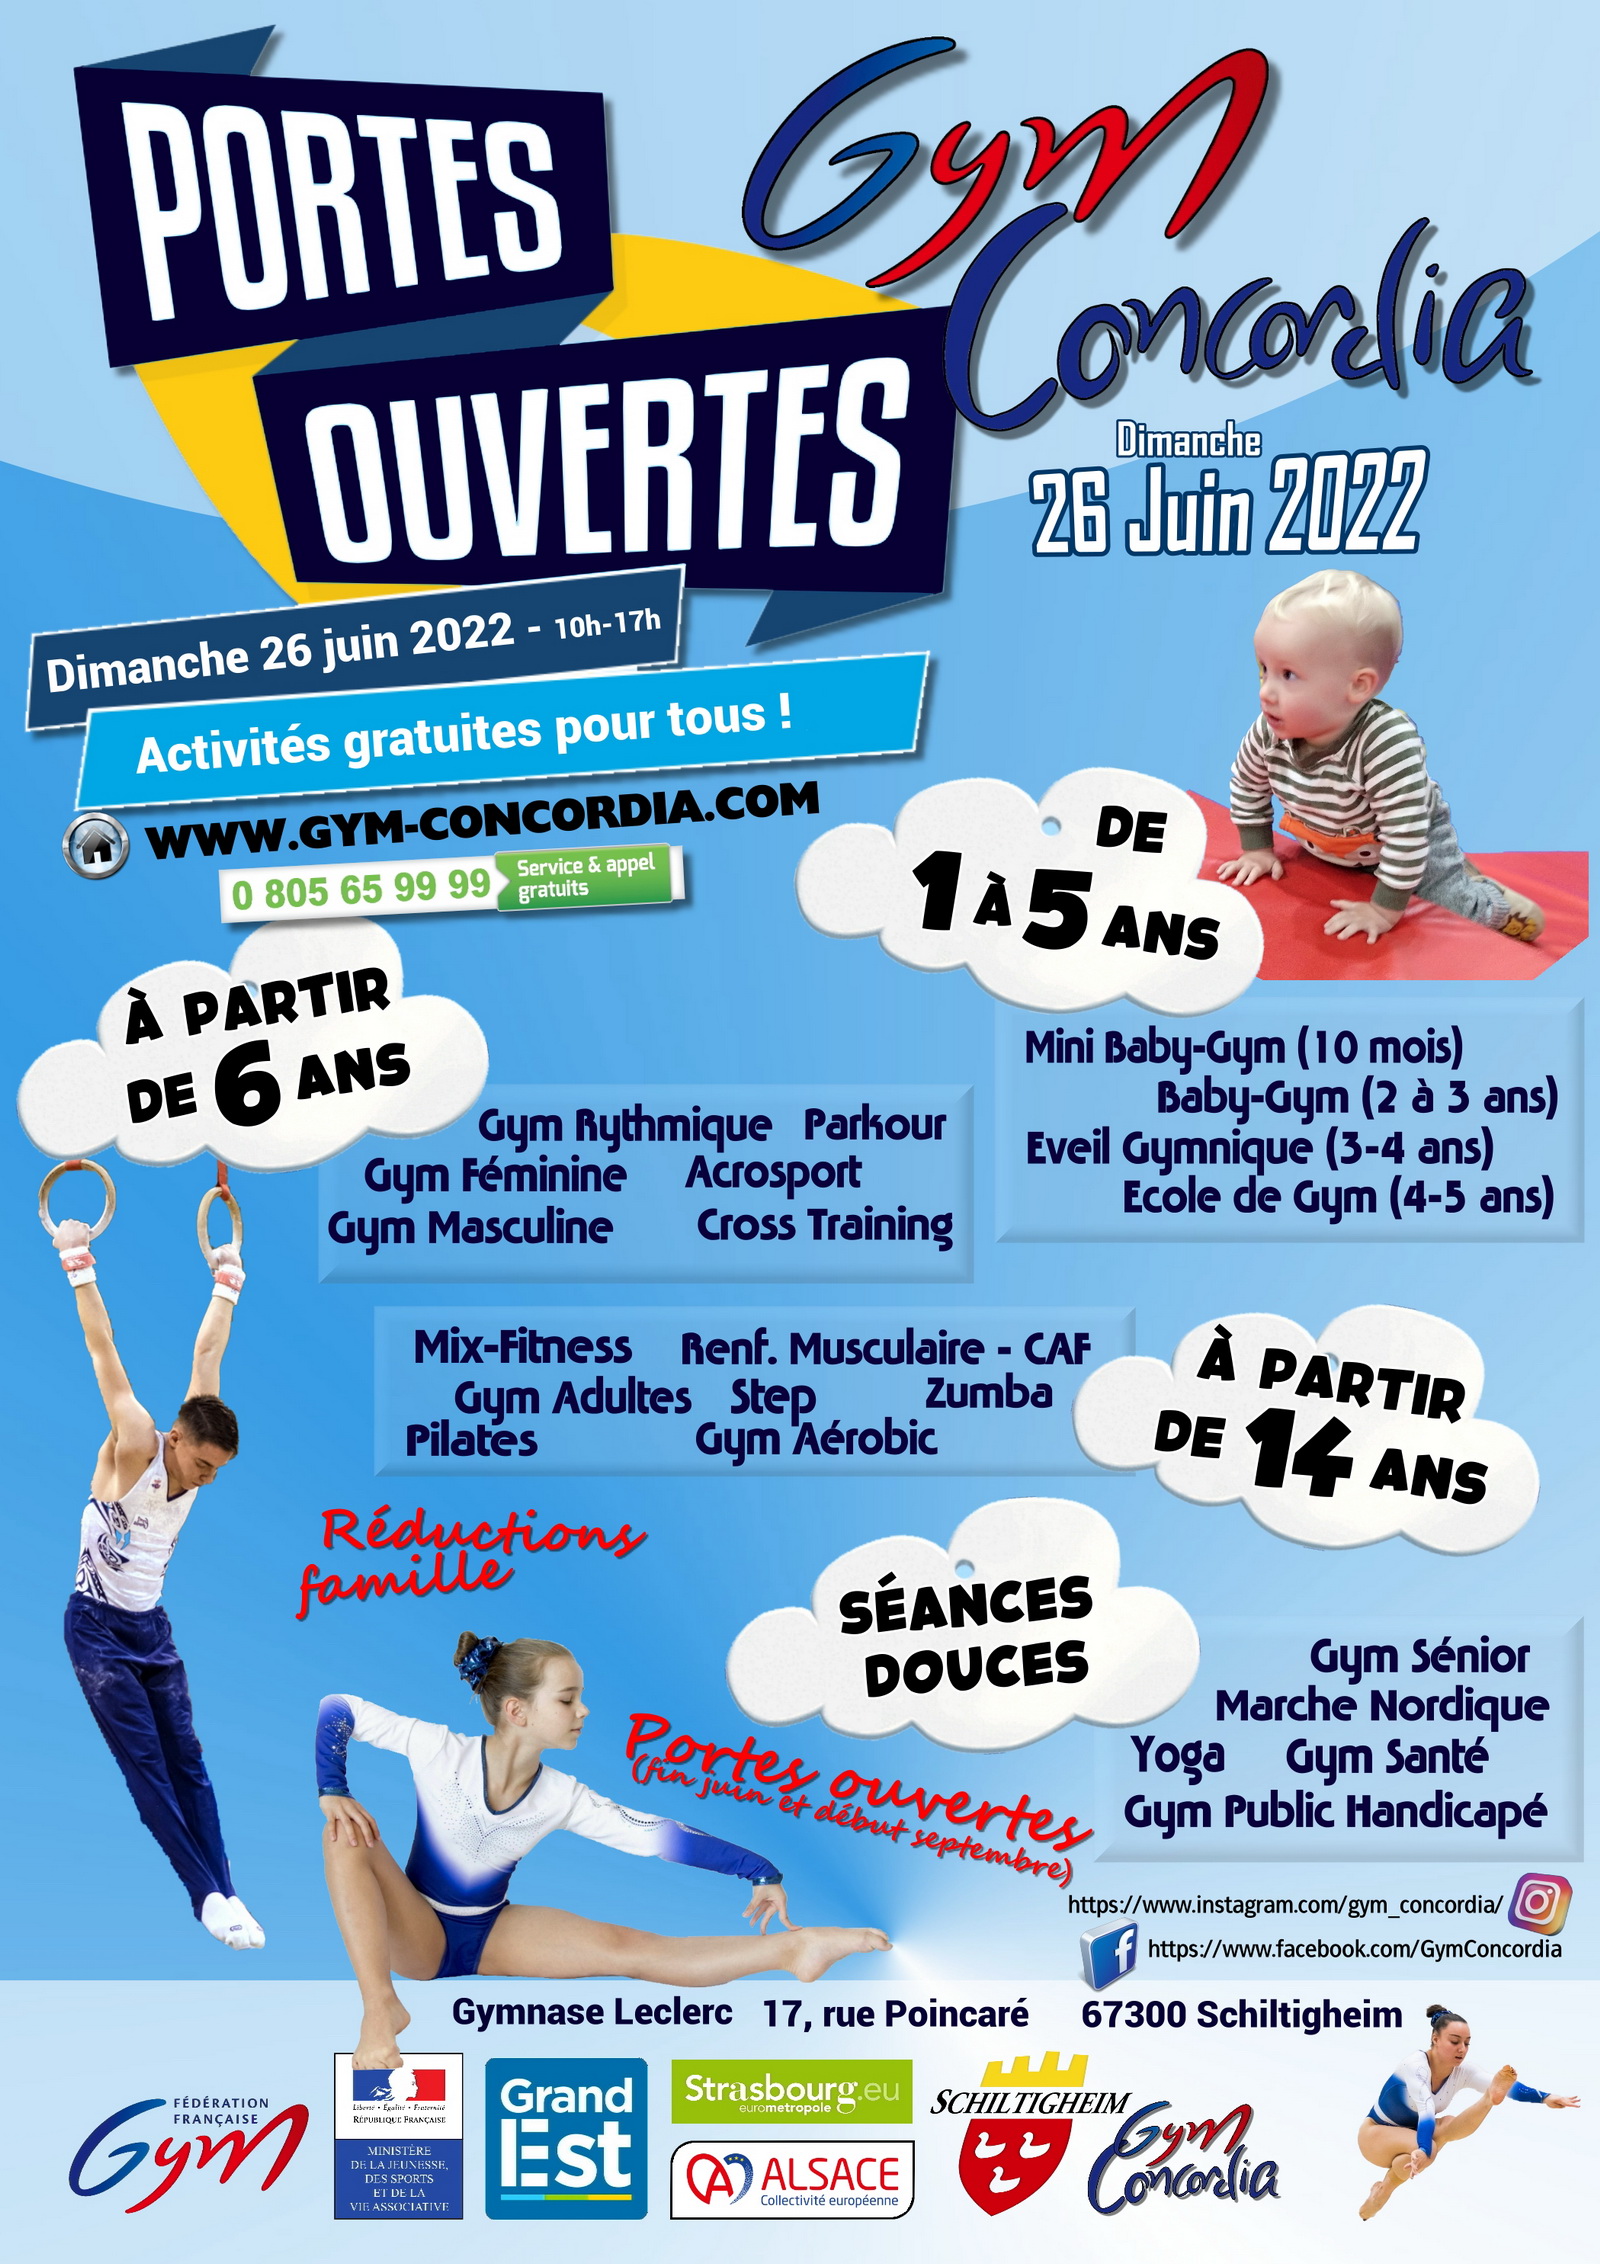 PORTES
OUVERTES
Gym
Concordia
Dimanche
26 Juin 2022
Dimanche 26 juin 2022 - 10h-17h
Activités gratuites pour tous !
WWW.GYM-CONCORDIA.COM
0 805 65 99 99 Service & appel
gratuits
DE
1 À 5 ANS
Mini Baby-Gym (10 mois)
Baby-Gym (2 à 3 ans)
Eveil Gymnique (3-4 ans)
Ecole de Gym (4-5 ans)
À PARTIR
DE 6 ANS
Gym Rythmique Parkour
Gym Féminine Acrosport
Gym Masculine Cross Training
Mix-Fitness Renf. Musculaire - CAF
Gym Adultes Step Zumba
Pilates Gym Aérobic
À PARTIR
DE 14 ANS
Réductions
famille
SÉANCES
DOUCES
Gym Sénior
Marche Nordique
Yoga Gym Santé
Gym Public Handicapé
Portes ouvertes
(fin juin et début septembre)
https://www.instagram.com/gym_concordia/
f https://www.facebook.com/GymConcordia
Gymnase Leclerc 17, rue Poincaré 67300 Schiltigheim
FÉDÉRATION
FRANÇAISE
Gym
Liberté • Égalité • Fraternité
RÉPUBLIQUE FRANÇAISE
MINISTÈRE
DE LA JEUNESSE,
DES SPORTS
ET DE LA
VIE ASSOCIATIVE
Grand
Est
Strasbourg.eu
eurometropole
ALSACE
Collectivité européenne
SCHILTIGHEIM
Gym
Concordia